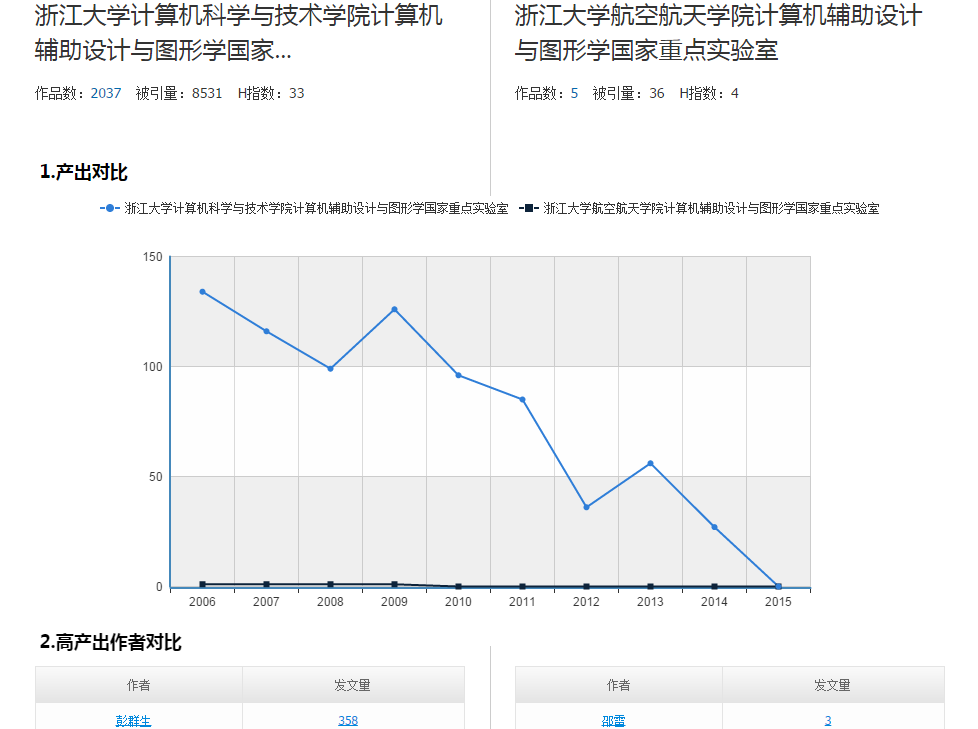 浙江大学计算机科学与技术学院计算机
辅助设计与图形学国家...
作品数：2037 被引量：8531 H指数：33
浙江大学航空航天学院计算机辅助设计
与图形学国家重点实验室
作品数：5 被引量：36 H指数：4
1.产出对比
浙江大学计算机科学与技术学院计算机辅助设计与图形学国家重点实验室 浙江大学航空航天学院计算机辅助设计与图形学国家重点实验室
150
100
50
0
2006 2007 2008 2009 2010 2011 2012 2013 2014 2015
2.高产出作者对比
作者 发文量
彭群生 358
作者 发文量
邵雷 3